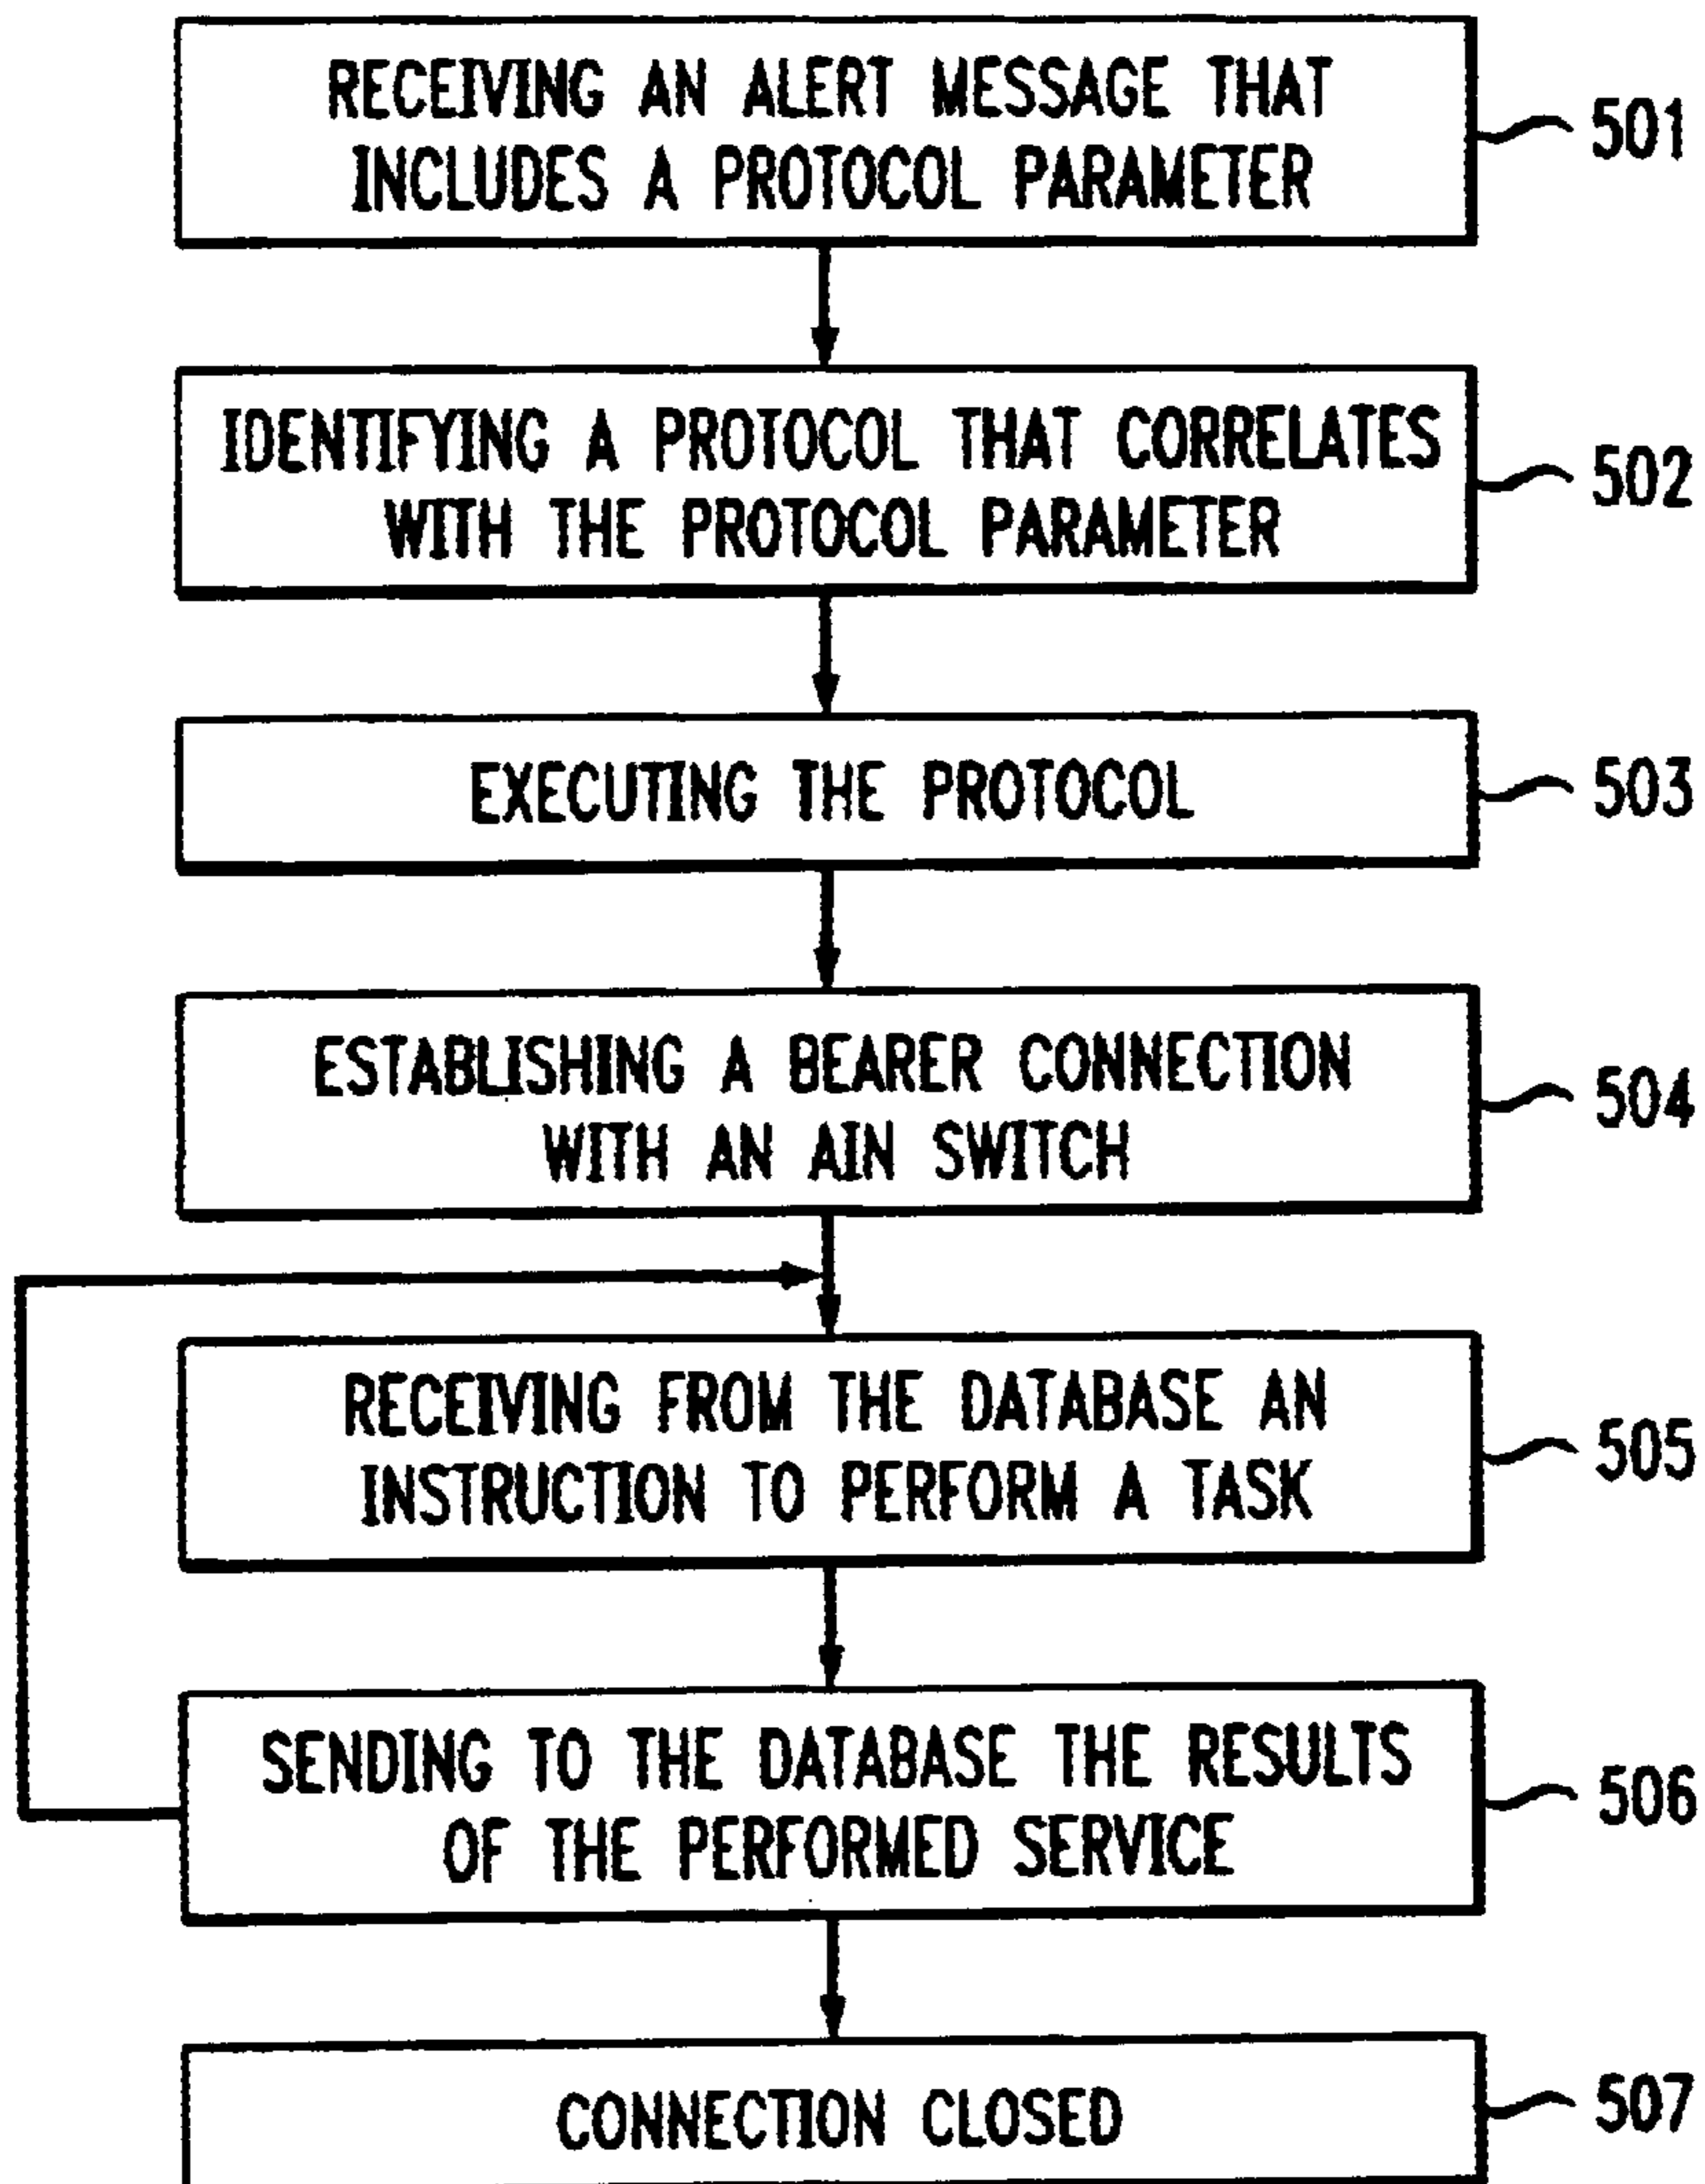 RECEIVING AN ALERT MESSAGE THAT
INCLUDES A PROTOCOL PARAMETER
501
IDENTIFYING A PROTOCOL THAT CORRELATES
WITH THE PROTOCOL PARAMETER
502
EXECUTING THE PROTOCOL
503
ESTABLISHING A BEARER CONNECTION
WITH AN AIN SWITCH
504
RECEIVING FROM THE DATABASE AN
INSTRUCTION TO PERFORM A TASK
505
SENDING TO THE DATABASE THE RESULTS
OF THE PERFORMED SERVICE
506
CONNECTION CLOSED
507